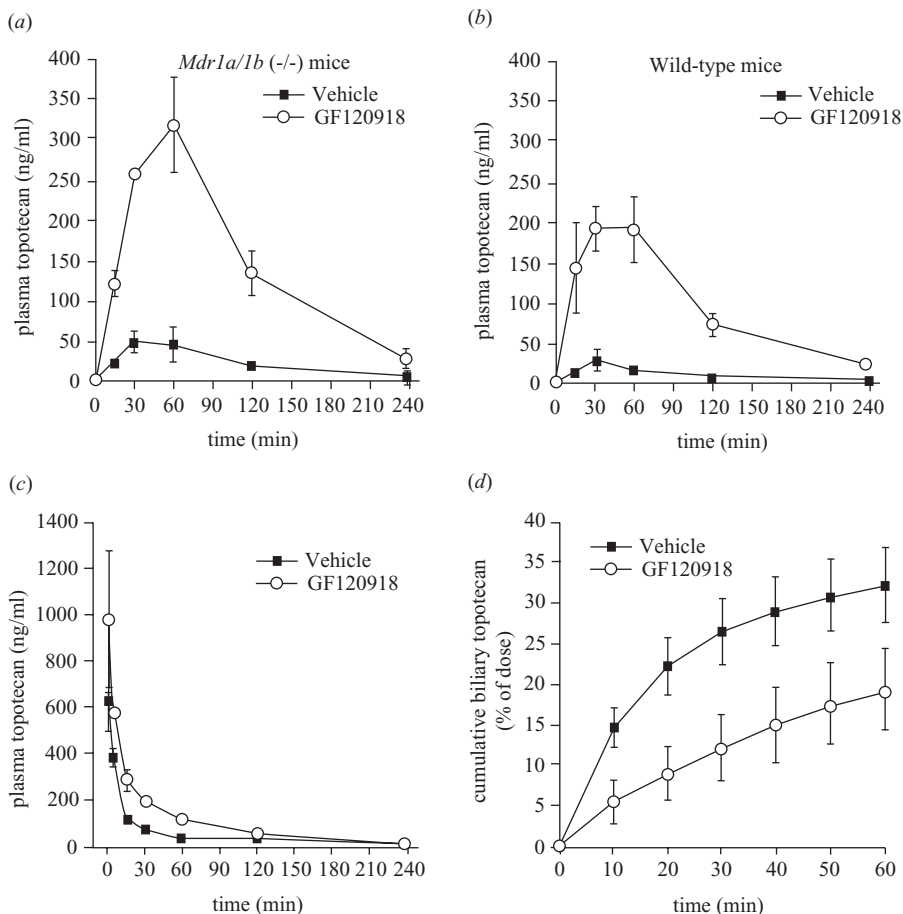 (a)
Mdr1a/1b (-/-) mice
Vehicle
GF120918
plasma topotecan (ng/ml)
400
350
300
250
200
150
100
50
0
0 30 60 90 120 150 180 210 240
time (min)
(b)
Wild-type mice
Vehicle
GF120918
plasma topotecan (ng/ml)
400
350
300
250
200
150
100
50
0
0 30 60 90 120 150 180 210 240
time (min)
(c)
Vehicle
GF120918
plasma topotecan (ng/ml)
1400
1200
1000
800
600
400
200
0
0 30 60 90 120 150 180 210 240
time (min)
(d)
Vehicle
GF120918
cumulative biliary topotecan
(% of dose)
40
35
30
25
20
15
10
5
0
0 10 20 30 40 50 60
time (min)